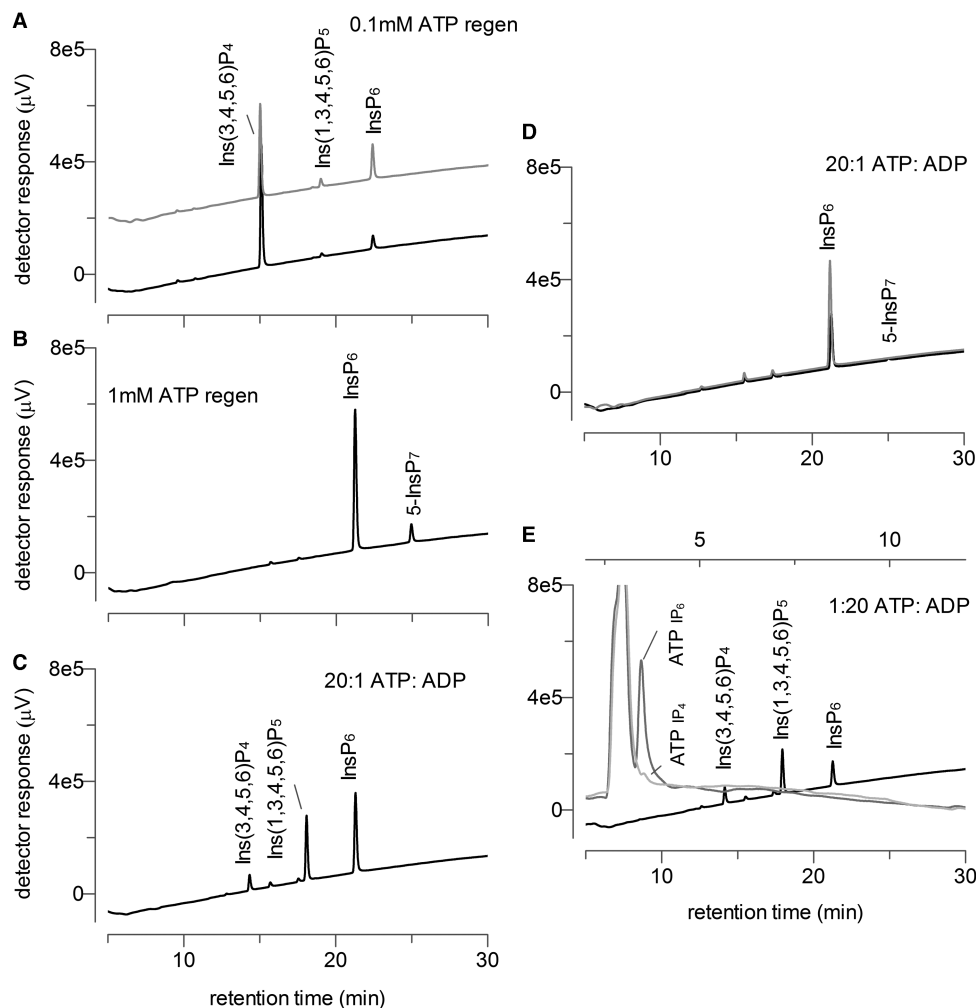 A
0.1mM ATP regen
8e5
4e5
0
detector response (μV)
Ins(3,4,5,6)P4
Ins(1,3,4,5,6)P5
InsP6
B
1mM ATP regen
8e5
4e5
0
detector response (μV)
InsP6
5-InsP7
C
20:1 ATP: ADP
8e5
4e5
0
detector response (μV)
Ins(3,4,5,6)P4
Ins(1,3,4,5,6)P5
InsP6
10
20
30
retention time (min)
D
20:1 ATP: ADP
8e5
4e5
0
InsP6
5-InsP7
10
20
30
E
5
10
1:20 ATP: ADP
8e5
4e5
0
ATP IP6
ATP IP4
Ins(3,4,5,6)P4
Ins(1,3,4,5,6)P5
InsP6
10
20
30
retention time (min)